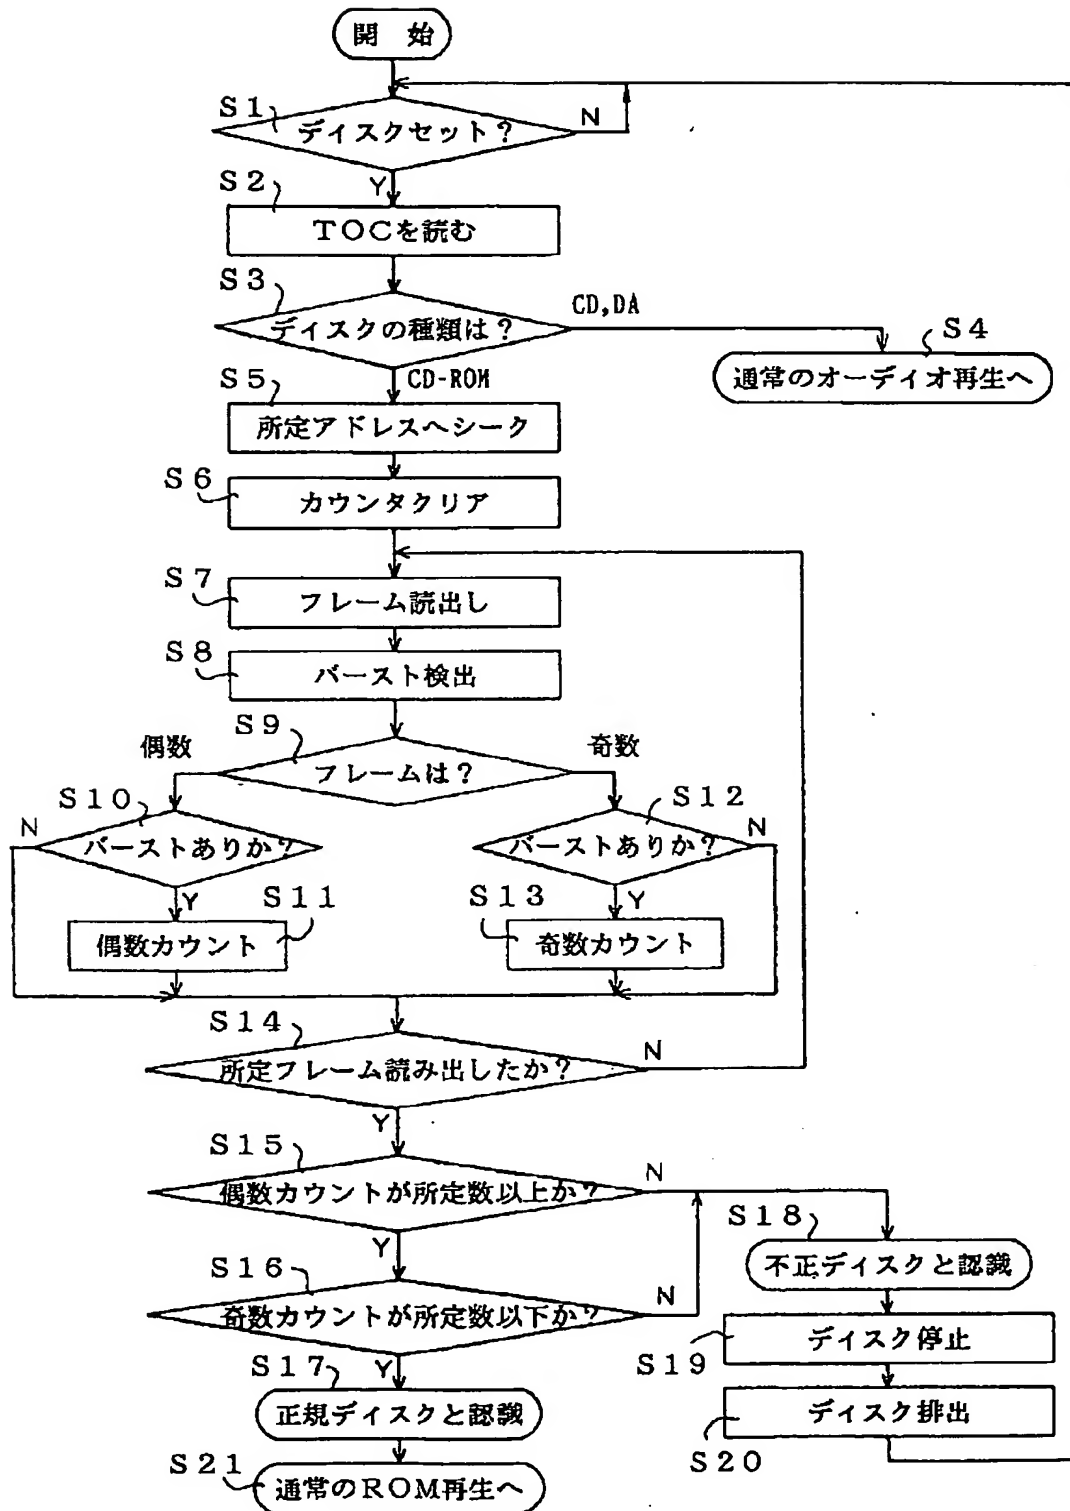 開 始
S1
ディスクセット?
N
Y
S2
TOCを読む
S3
ディスクの種類は?
CD,DA
S4
通常のオーディオ再生へ
CD-ROM
S5
所定アドレスへシーク
S6
カウンタクリア
S7
フレーム読出し
S8
バースト検出
S9
偶数
フレームは?
奇数
S10
N
バーストありか?
S12
N
バーストありか?
Y
Y
S11
偶数カウント
S13
奇数カウント
S14
所定フレーム読み出したか?
N
Y
S15
偶数カウントが所定数以上か?
N
Y
S16
奇数カウントが所定数以下か?
N
Y
S18
不正ディスクと認識
S19
ディスク停止
S20
ディスク排出
S17
正規ディスクと認識
S21
通常のROM再生へ